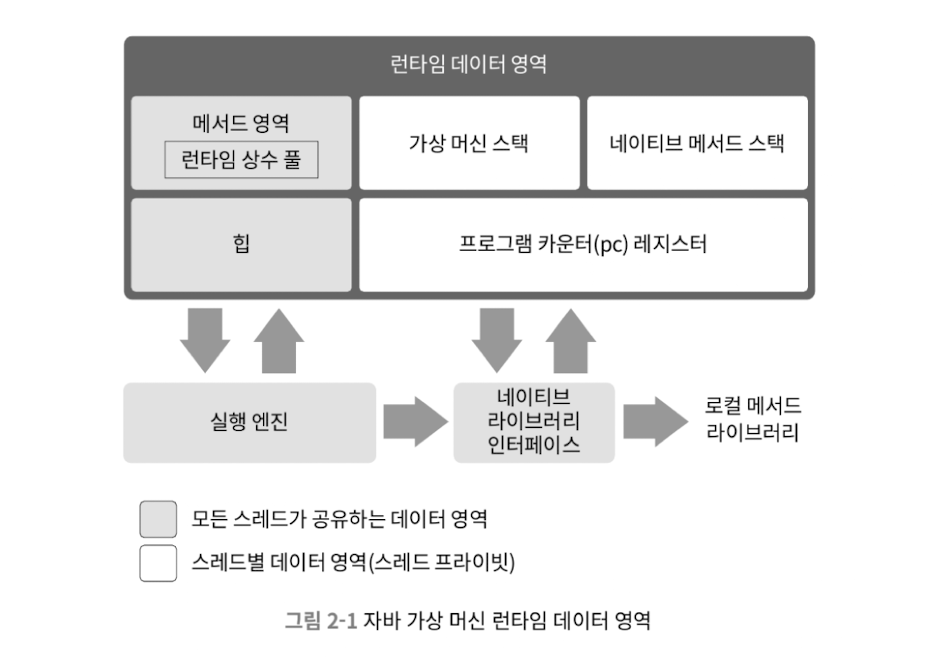 런타임 데이터 영역
메서드 영역
런타임 상수 풀
가상 머신 스택
네이티브 메서드 스택
힙
프로그램 카운터(pc) 레지스터
실행 엔진
네이티브
라이브러리
인터페이스
로컬 메서드
라이브러리
모든 스레드가 공유하는 데이터 영역
스레드별 데이터 영역(스레드 프라이빗)
그림 2-1 자바 가상 머신 런타임 데이터 영역